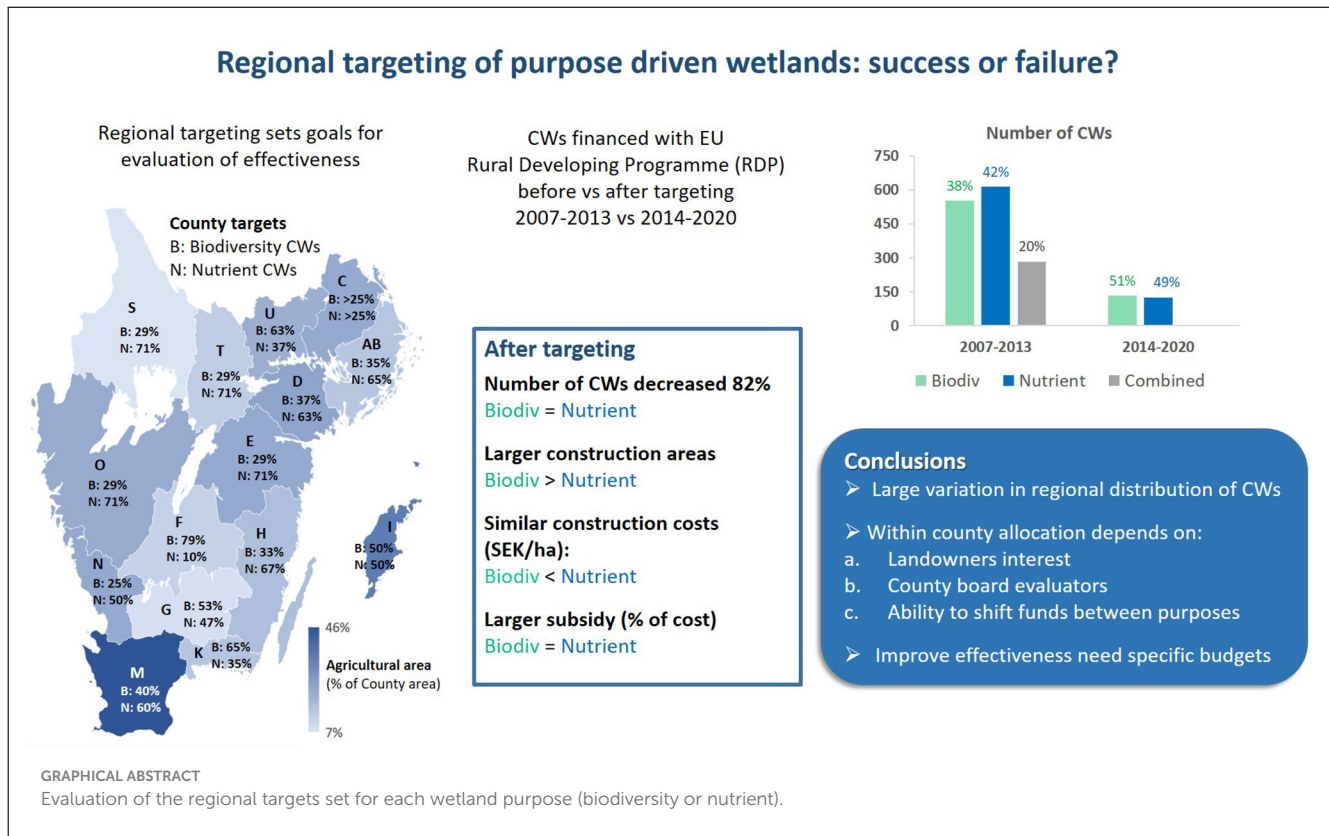 Regional targeting of purpose driven wetlands: success or failure?
Regional targeting sets goals for
evaluation of effectiveness
County targets
B: Biodiversity CWs
N: Nutrient CWs
S
B: 29%
N: 71%
T
B: 29%
N: 71%
U
B: 63%
N: 37%
C
B: >25%
N: >25%
AB
B: 35%
N: 65%
D
B: 37%
N: 63%
E
B: 29%
N: 71%
O
B: 29%
N: 71%
F
B: 79%
N: 10%
H
B: 33%
N: 67%
I
B: 50%
N: 50%
N
B: 25%
N: 50%
G
B: 53%
N: 47%
K
B: 65%
N: 35%
M
B: 40%
N: 60%
46%
Agricultural area
(% of County area)
7%
CWs financed with EU
Rural Developing Programme (RDP)
before vs after targeting
2007-2013 vs 2014-2020
After targeting
Number of CWs decreased 82%
Biodiv = Nutrient
Larger construction areas
Biodiv > Nutrient
Similar construction costs
(SEK/ha):
Biodiv < Nutrient
Larger subsidy (% of cost)
Biodiv = Nutrient
Number of CWs
750
600
450
300
150
0
38%
42%
20%
51%
49%
2007-2013
2014-2020
Biodiv
Nutrient
Combined
Conclusions
➢ Large variation in regional distribution of CWs
➢ Within county allocation depends on:
a. Landowners interest
b. County board evaluators
c. Ability to shift funds between purposes
➢ Improve effectiveness need specific budgets
GRAPHICAL ABSTRACT
Evaluation of the regional targets set for each wetland purpose (biodiversity or nutrient).